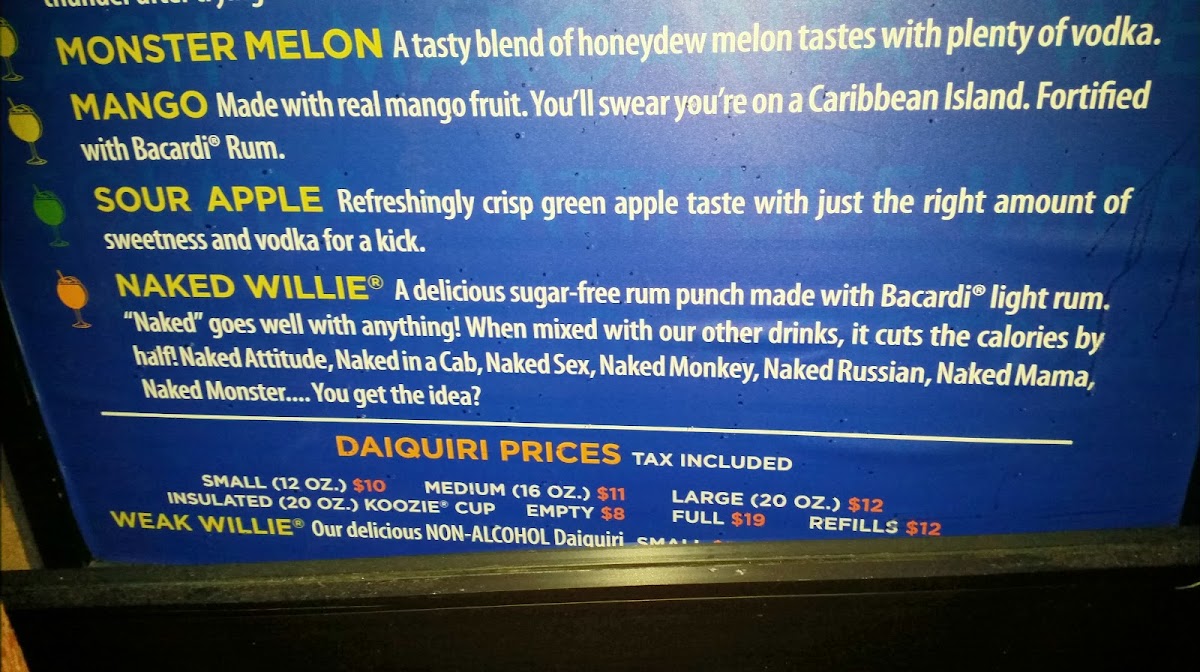 MONSTER MELON A tasty blend of honeydew melon tastes with plenty of vodka.
MANGO Made with real mango fruit. You'll swear you're on a Caribbean Island. Fortified
with Bacardi® Rum.
SOUR APPLE Refreshingly crisp green apple taste with just the right amount of
sweetness and vodka for a kick.
NAKED WILLIE® A delicious sugar-free rum punch made with Bacardi® light rum.
"Naked" goes well with anything! When mixed with our other drinks, it cuts the calories by
half! Naked Attitude, Naked in a Cab, Naked Sex, Naked Monkey, Naked Russian, Naked Mama,
Naked Monster.... You get the idea?
DAIQUIRI PRICES TAX INCLUDED
SMALL (12 OZ.) $10 MEDIUM (16 OZ.) $11 LARGE (20 OZ.) $12
INSULATED (20 OZ.) KOOZIE® CUP EMPTY $8 FULL $19 REFILLS $12
WEAK WILLIE® Our delicious NON-ALCOHOL Daiquiri SMALL